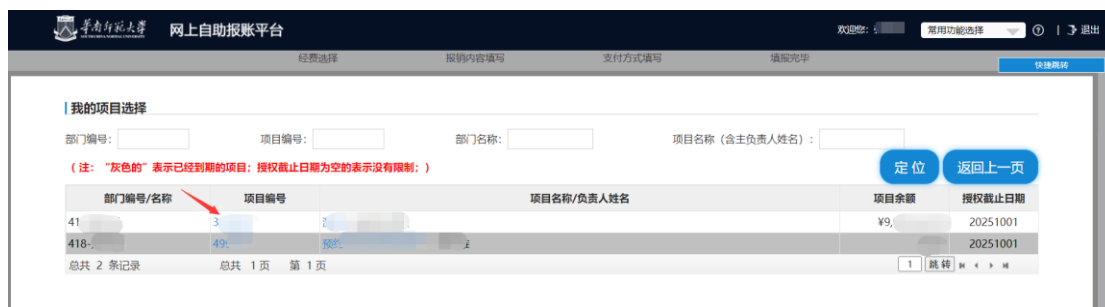 华南师范大学 网上自助报账平台 欢迎您: 常用功能选择 ? | 退出
SOUTH CHINA NORMAL UNIVERSITY
经费选择 报销内容填写 支付方式填写 填报完毕
快捷跳转
我的项目选择
部门编号: 项目编号: 部门名称: 项目名称(含主负责人姓名):
(注: “灰色的”表示已经到期的项目;授权截止日期为空的表示没有限制;)
定 位 返回上一页
部门编号/名称 项目编号 项目名称/负责人姓名 项目余额 授权截止日期
41 3 ¥9, 20251001
418- 49 预 20251001
总共 2 条记录 总共 1 页 第 1 页 1 跳 转